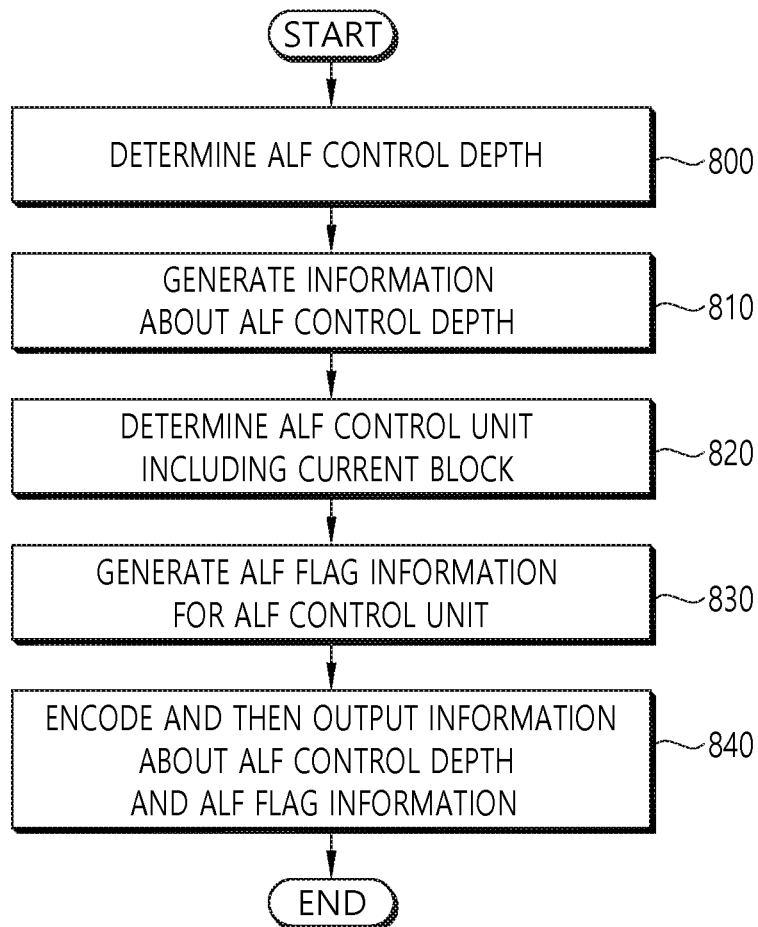 START
DETERMINE ALF CONTROL DEPTH
800
GENERATE INFORMATION
ABOUT ALF CONTROL DEPTH
810
DETERMINE ALF CONTROL UNIT
INCLUDING CURRENT BLOCK
820
GENERATE ALF FLAG INFORMATION
FOR ALF CONTROL UNIT
830
ENCODE AND THEN OUTPUT INFORMATION
ABOUT ALF CONTROL DEPTH
AND ALF FLAG INFORMATION
840
END